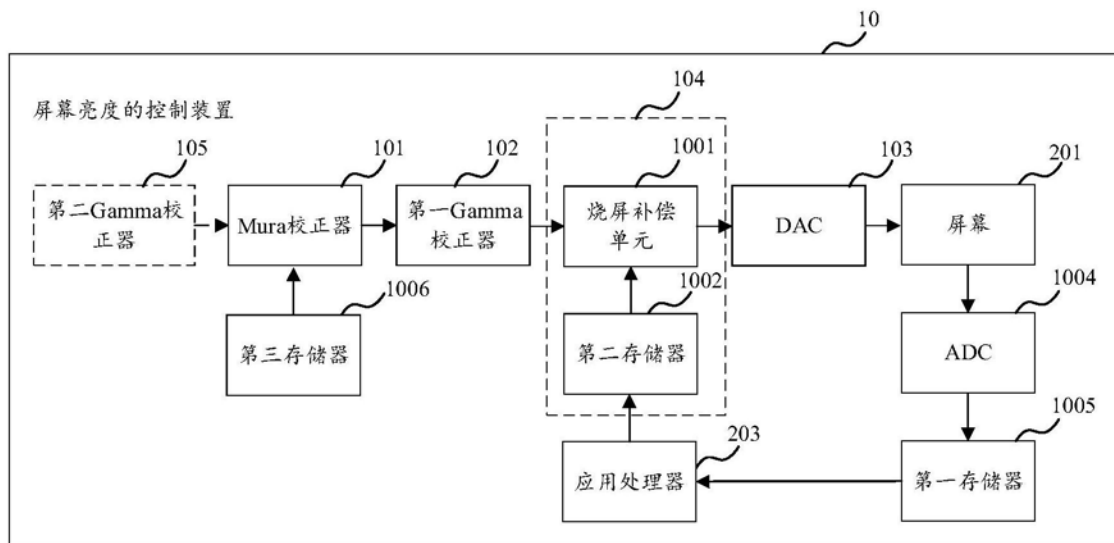 10
屏幕亮度的控制装置
104
105
101
102
1001
103
201
第二Gamma校
正器
Mura校正器
第一Gamma
校正器
烧屏补偿
单元
DAC
屏幕
1006
1002
1004
第三存储器
第二存储器
ADC
203
1005
应用处理器
第一存储器